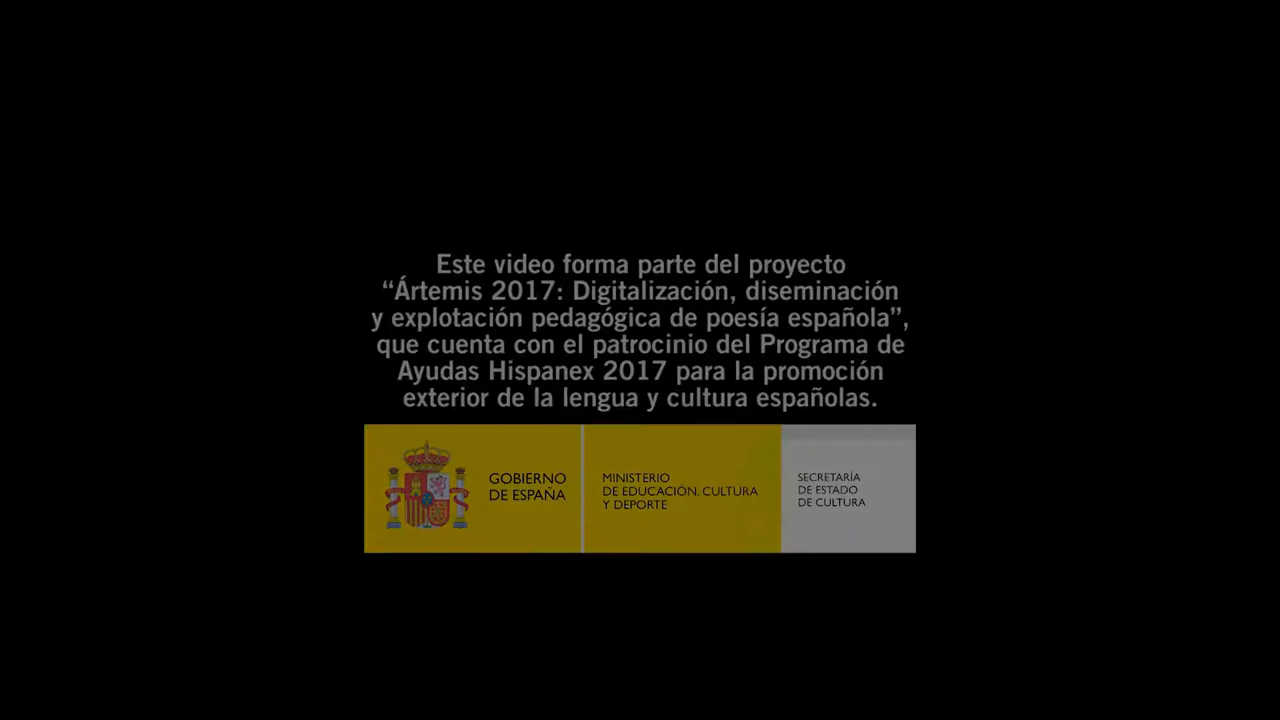 Este video forma parte del proyecto
“Ártemis 2017: Digitalización, diseminación
y explotación pedagógica de poesía española”,
que cuenta con el patrocinio del Programa de
Ayudas Hispanex 2017 para la promoción
exterior de la lengua y cultura españolas.
GOBIERNO
DE ESPAÑA
MINISTERIO
DE EDUCACIÓN, CULTURA
Y DEPORTE
SECRETARÍA
DE ESTADO
DE CULTURA